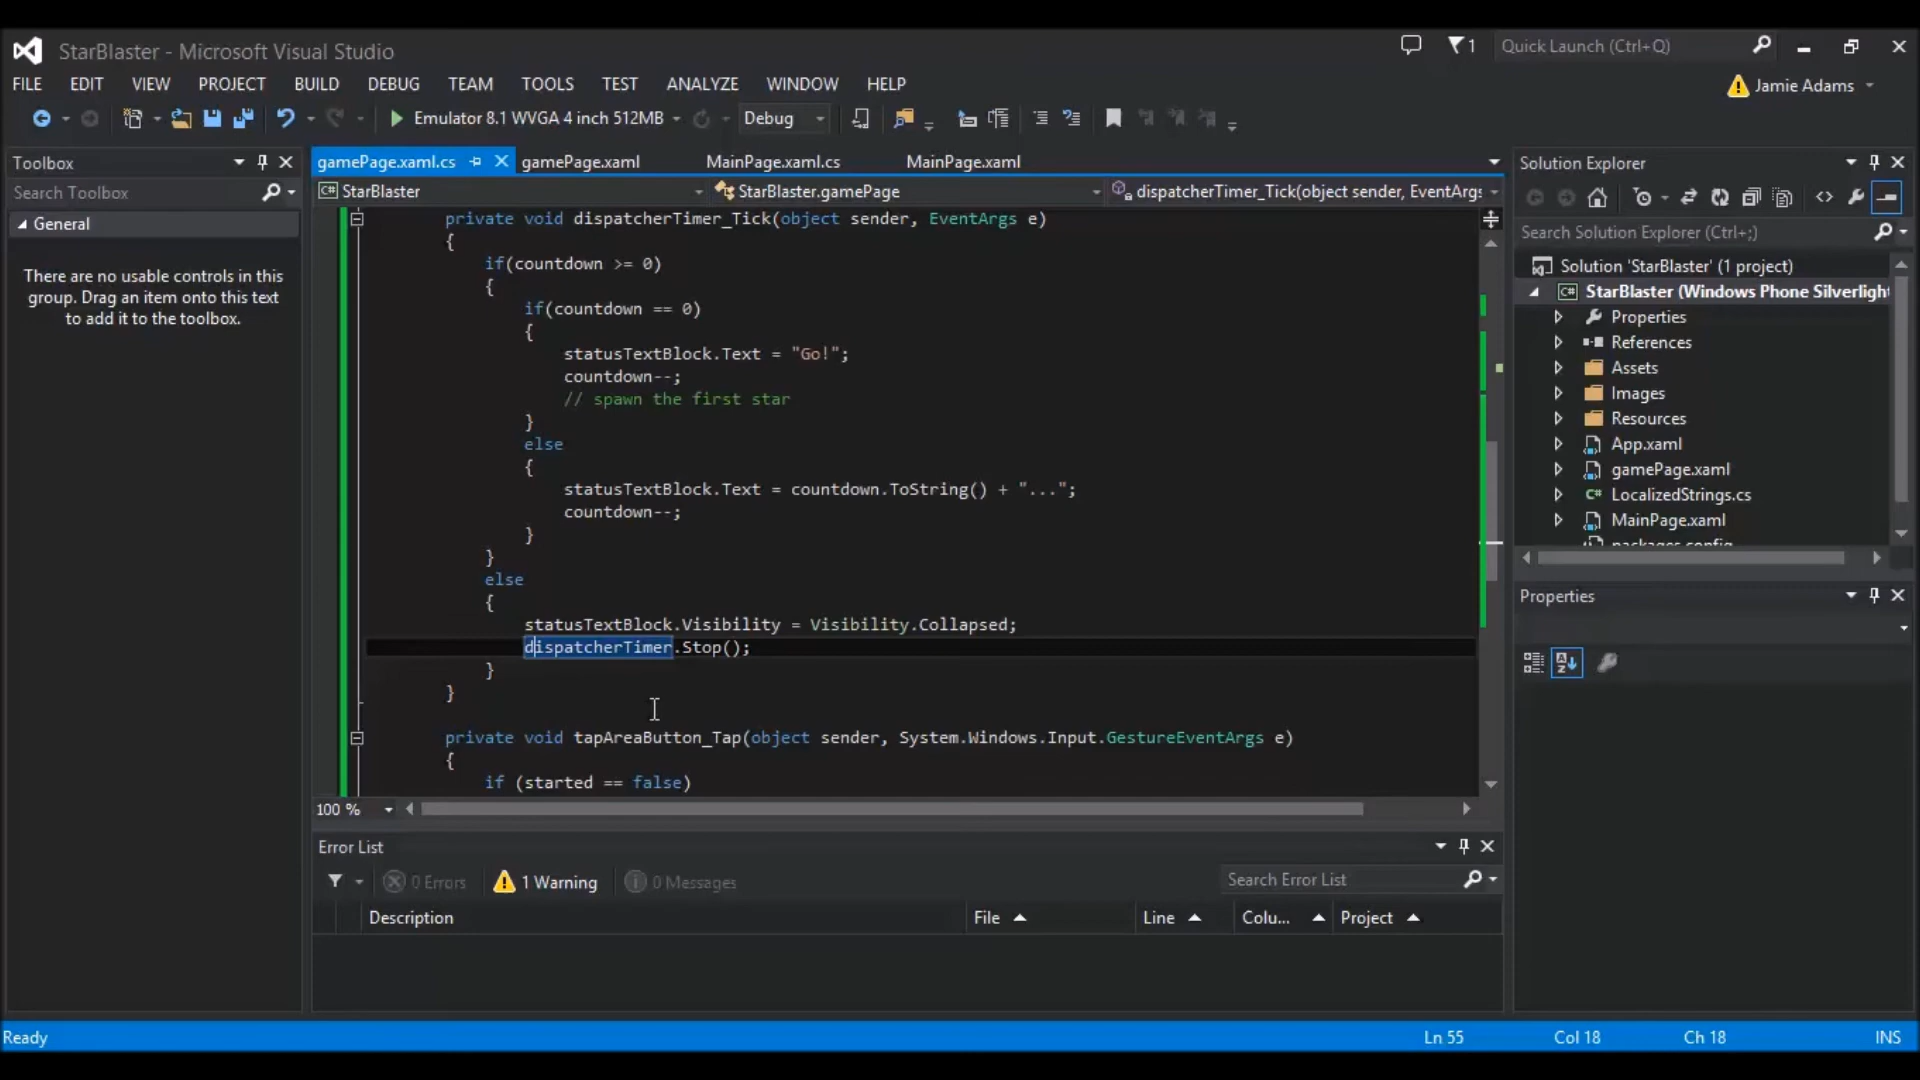 StarBlaster - Microsoft Visual Studio
1
Quick Launch (Ctrl+Q)
FILE EDIT VIEW PROJECT BUILD DEBUG TEAM TOOLS TEST ANALYZE WINDOW HELP
Jamie Adams
Emulator 8.1 WVGA 4 inch 512MB
Debug
Toolbox
Search Toolbox
General
There are no usable controls in this
group. Drag an item onto this text
to add it to the toolbox.
gamePage.xaml.cs gamePage.xaml MainPage.xaml.cs MainPage.xaml
C# StarBlaster StarBlaster.gamePage dispatcherTimer_Tick(object sender, EventArgs
private void dispatcherTimer_Tick(object sender, EventArgs e)
{
if(countdown >= 0)
{
if(countdown == 0)
{
statusTextBlock.Text = "Go!";
countdown--;
// spawn the first star
}
else
{
statusTextBlock.Text = countdown.ToString() + "...";
countdown--;
}
}
else
{
statusTextBlock.Visibility = Visibility.Collapsed;
dispatcherTimer.Stop();
}
}
private void tapAreaButton_Tap(object sender, System.Windows.Input.GestureEventArgs e)
{
if (started == false)
100 %
Error List
0 Errors
1 Warning
0 Messages
Search Error List
Description File Line Colu... Project
Solution Explorer
Search Solution Explorer (Ctrl+;)
Solution 'StarBlaster' (1 project)
C# StarBlaster (Windows Phone Silverligh
Properties
References
Assets
Images
Resources
App.xaml
gamePage.xaml
C# LocalizedStrings.cs
MainPage.xaml
packages.config
Properties
Ready
Ln 55 Col 18 Ch 18 INS